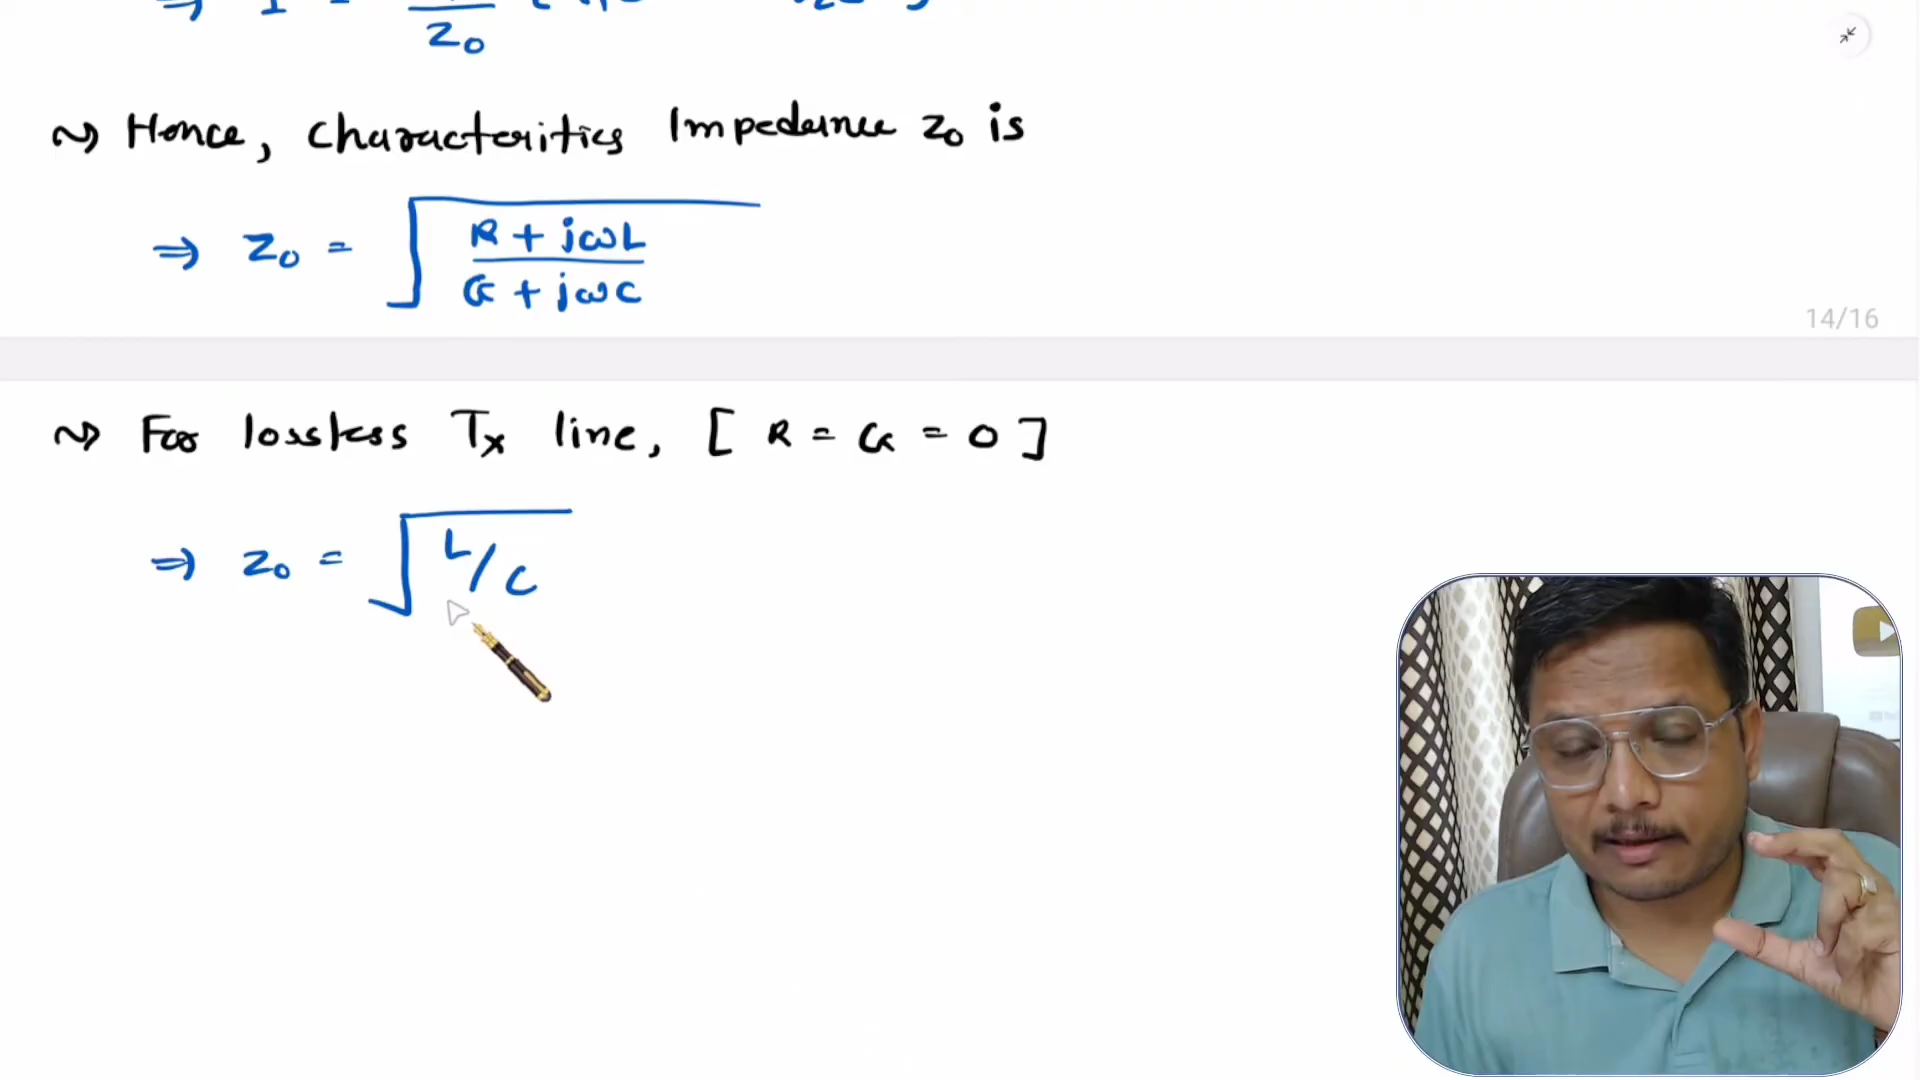 Z₀
~> Hence, Characteritics Impedance Z₀ is
⇒ Z₀ = √((R + jωL) / (G + jωC))
14/16
~> For lossless Tx line, [ R = G = 0 ]
⇒ Z₀ = √(L/C)